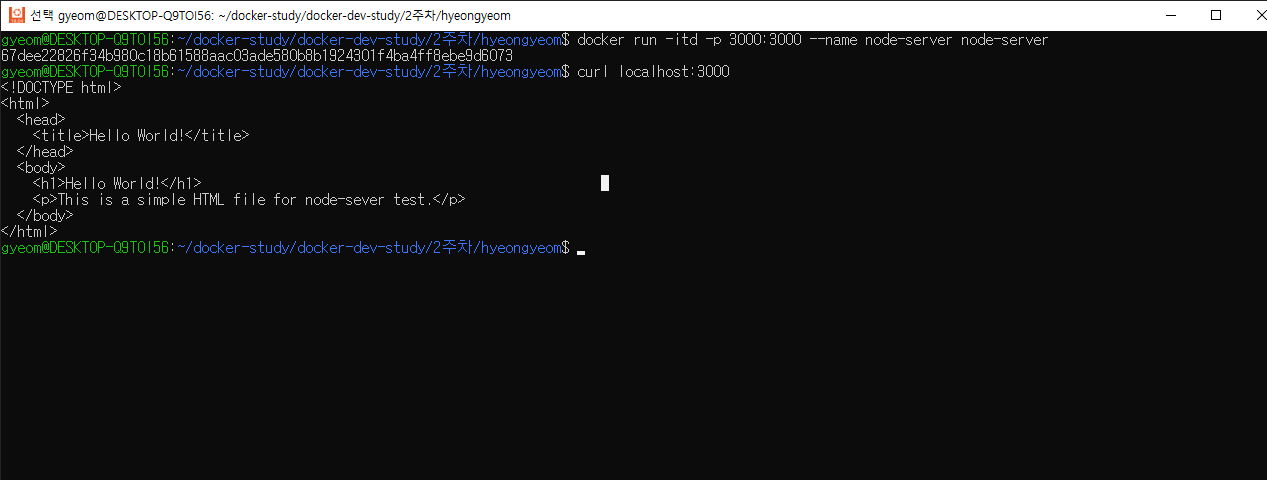 선택 gyeom@DESKTOP-Q9TOI56: ~/docker-study/docker-dev-study/2주차/hyeongyeom
gyeom@DESKTOP-Q9TOI56:~/docker-study/docker-dev-study/2주차/hyeongyeom$ docker run -itd -p 3000:3000 --name node-server node-server
67dee22826f34b980c18b61588aac03ade580b8b1924301f4ba4ff8ebe9d6073
gyeom@DESKTOP-Q9TOI56:~/docker-study/docker-dev-study/2주차/hyeongyeom$ curl localhost:3000
<!DOCTYPE html>
<html>
  <head>
    <title>Hello World!</title>
  </head>
  <body>
    <h1>Hello World!</h1>
    <p>This is a simple HTML file for node-sever test.</p>
  </body>
</html>
gyeom@DESKTOP-Q9TOI56:~/docker-study/docker-dev-study/2주차/hyeongyeom$